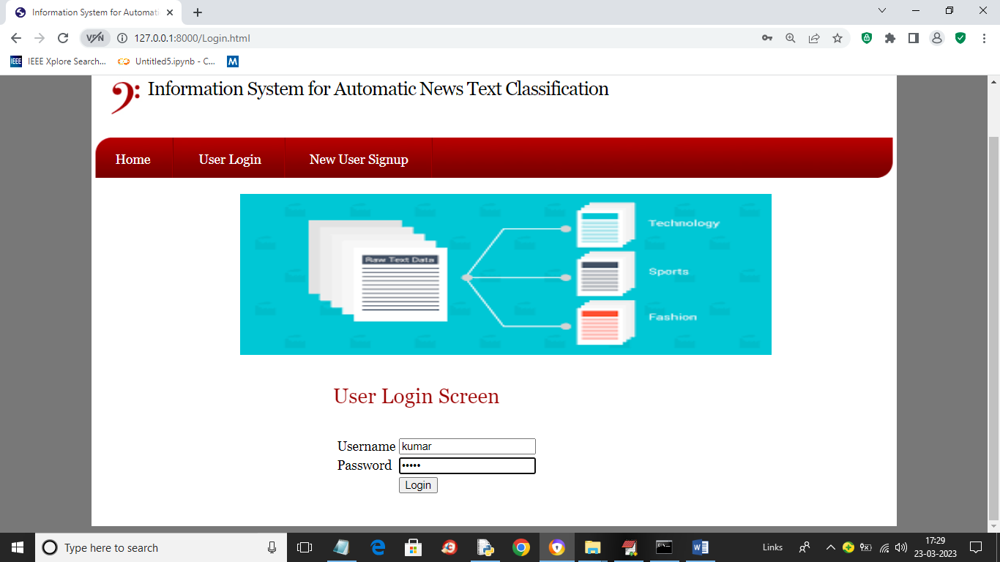 Information System for Automati
127.0.0.1:8000/Login.html
IEEE IEEE Xplore Search... Untitled5.ipynb - C... M
Information System for Automatic News Text Classification
Home User Login New User Signup
Raw Text Data
Technology
Sports
Fashion
User Login Screen
Username kumar
Password •••••
Login
Type here to search
Links
17:29
23-03-2023